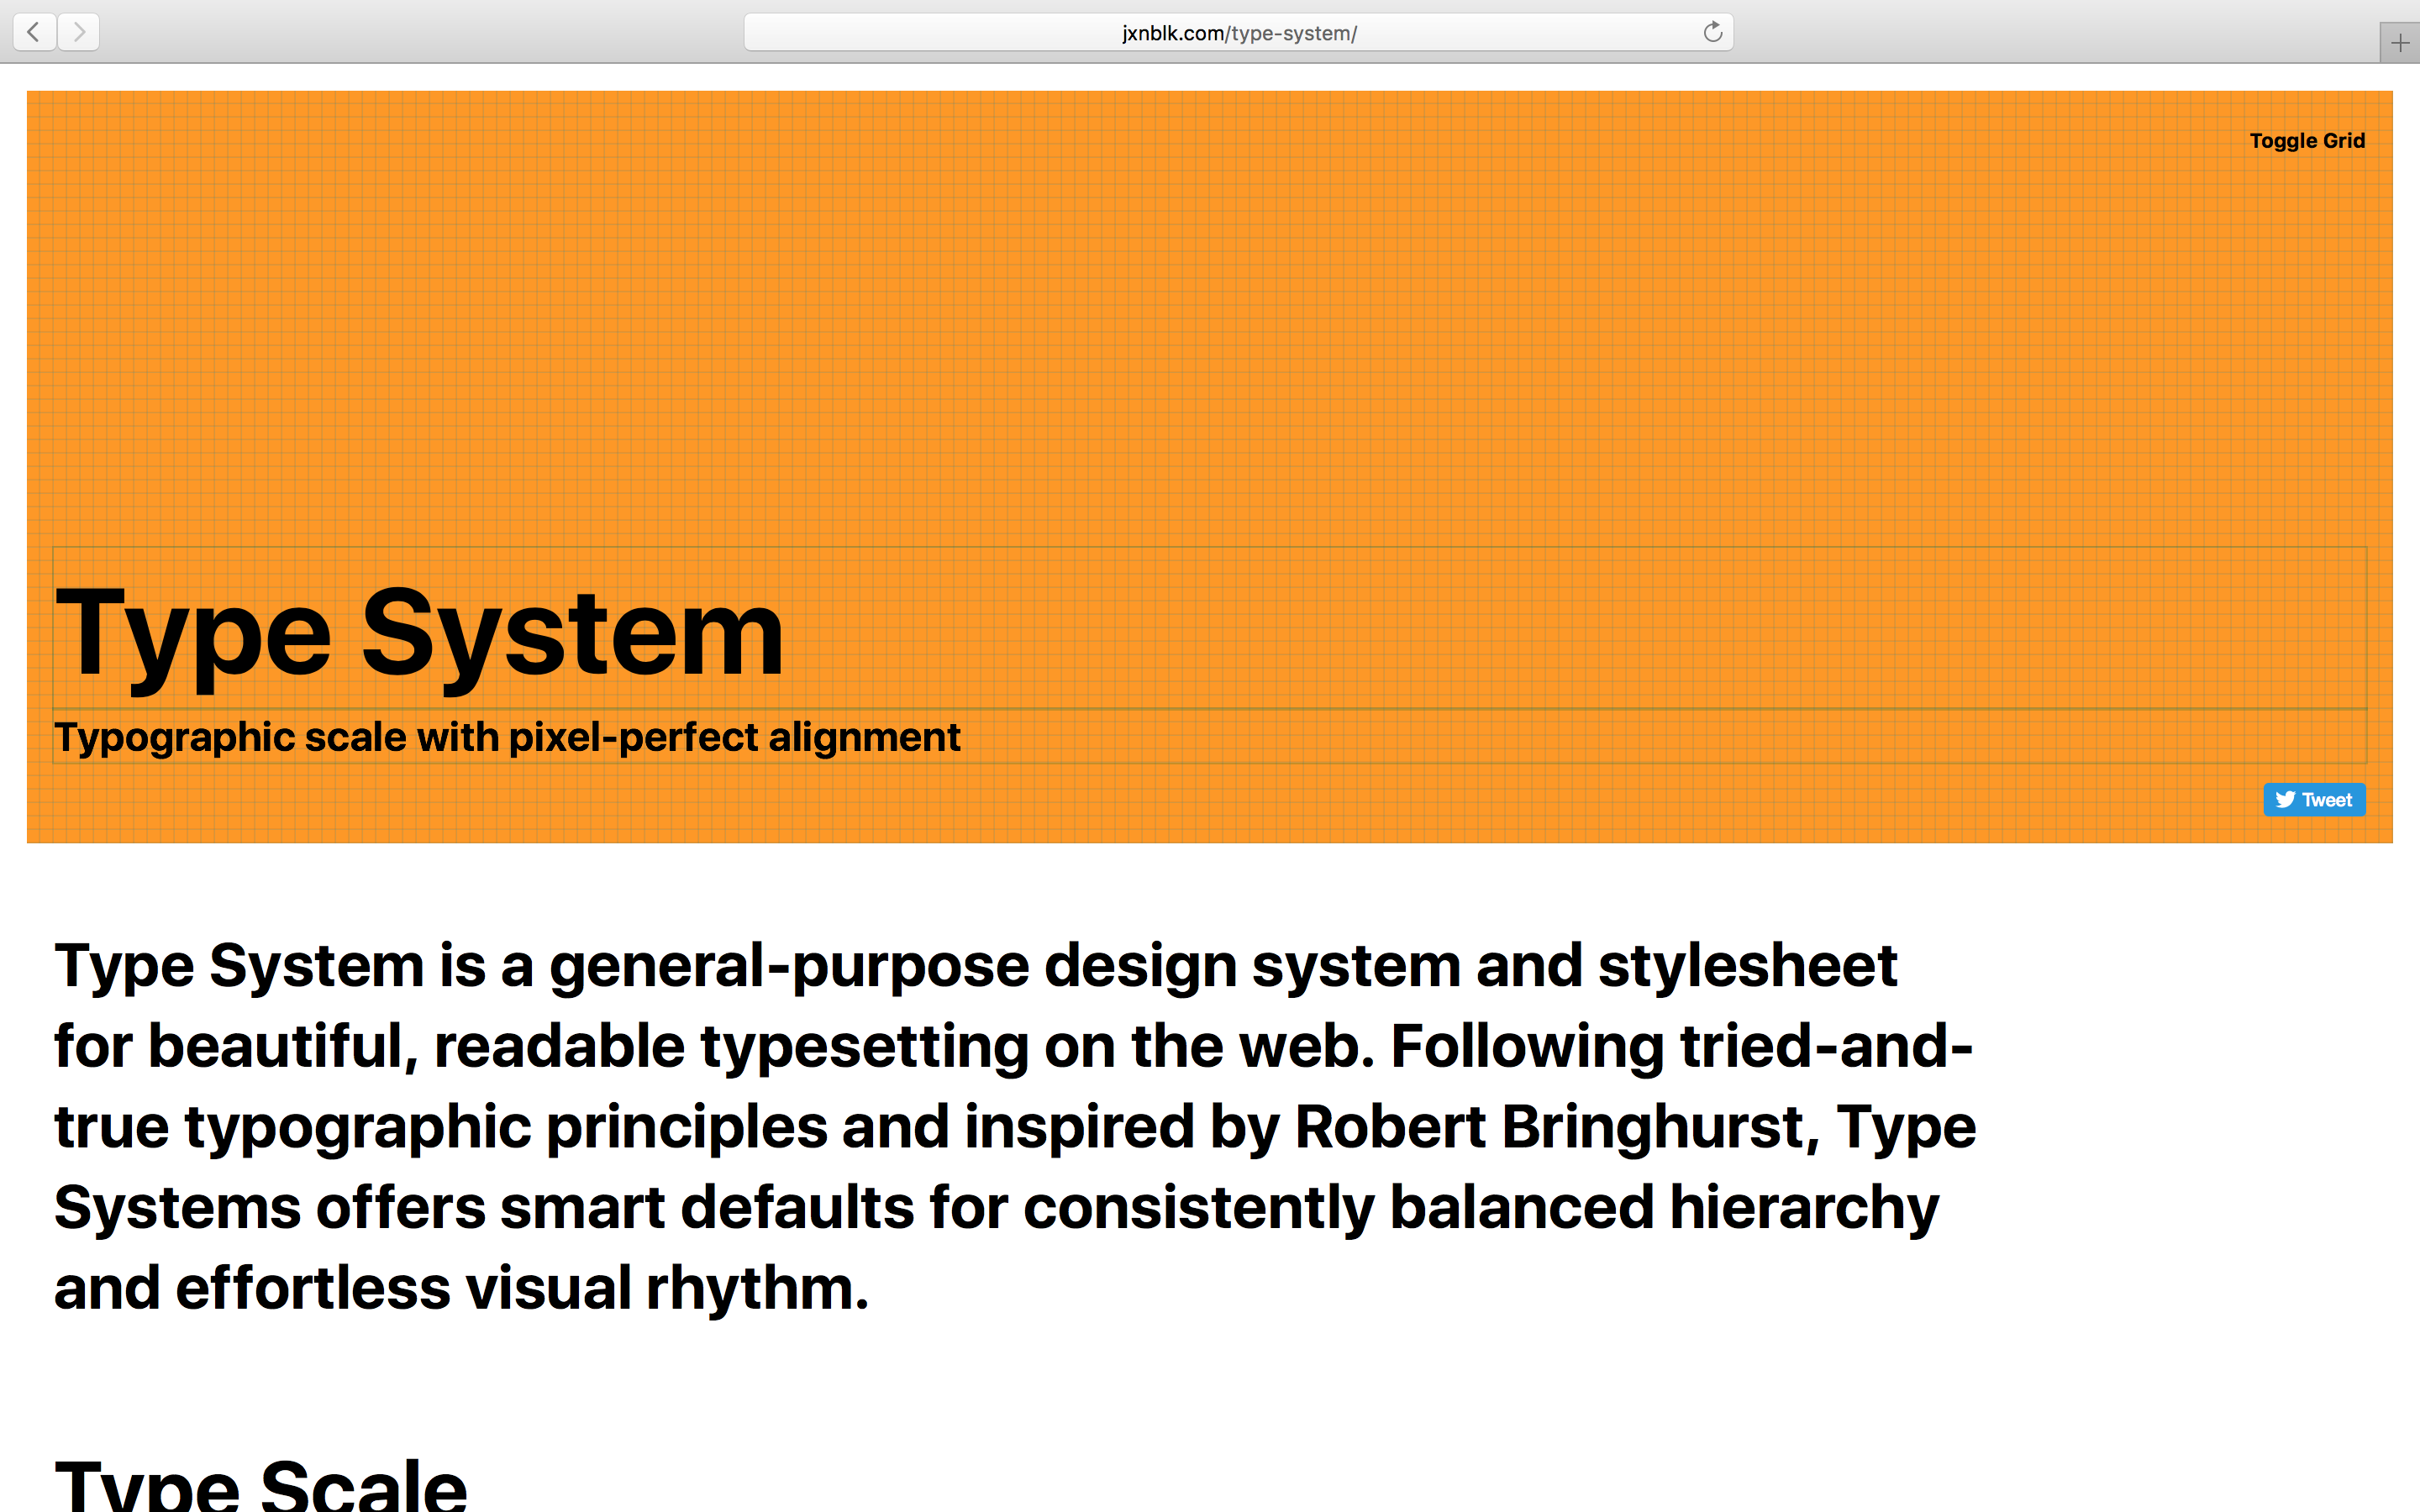 jxnblk.com/type-system/
Toggle Grid
Type System
Typographic scale with pixel-perfect alignment
Tweet
Type System is a general-purpose design system and stylesheet
for beautiful, readable typesetting on the web. Following tried-and-
true typographic principles and inspired by Robert Bringhurst, Type
Systems offers smart defaults for consistently balanced hierarchy
and effortless visual rhythm.
Type Scale